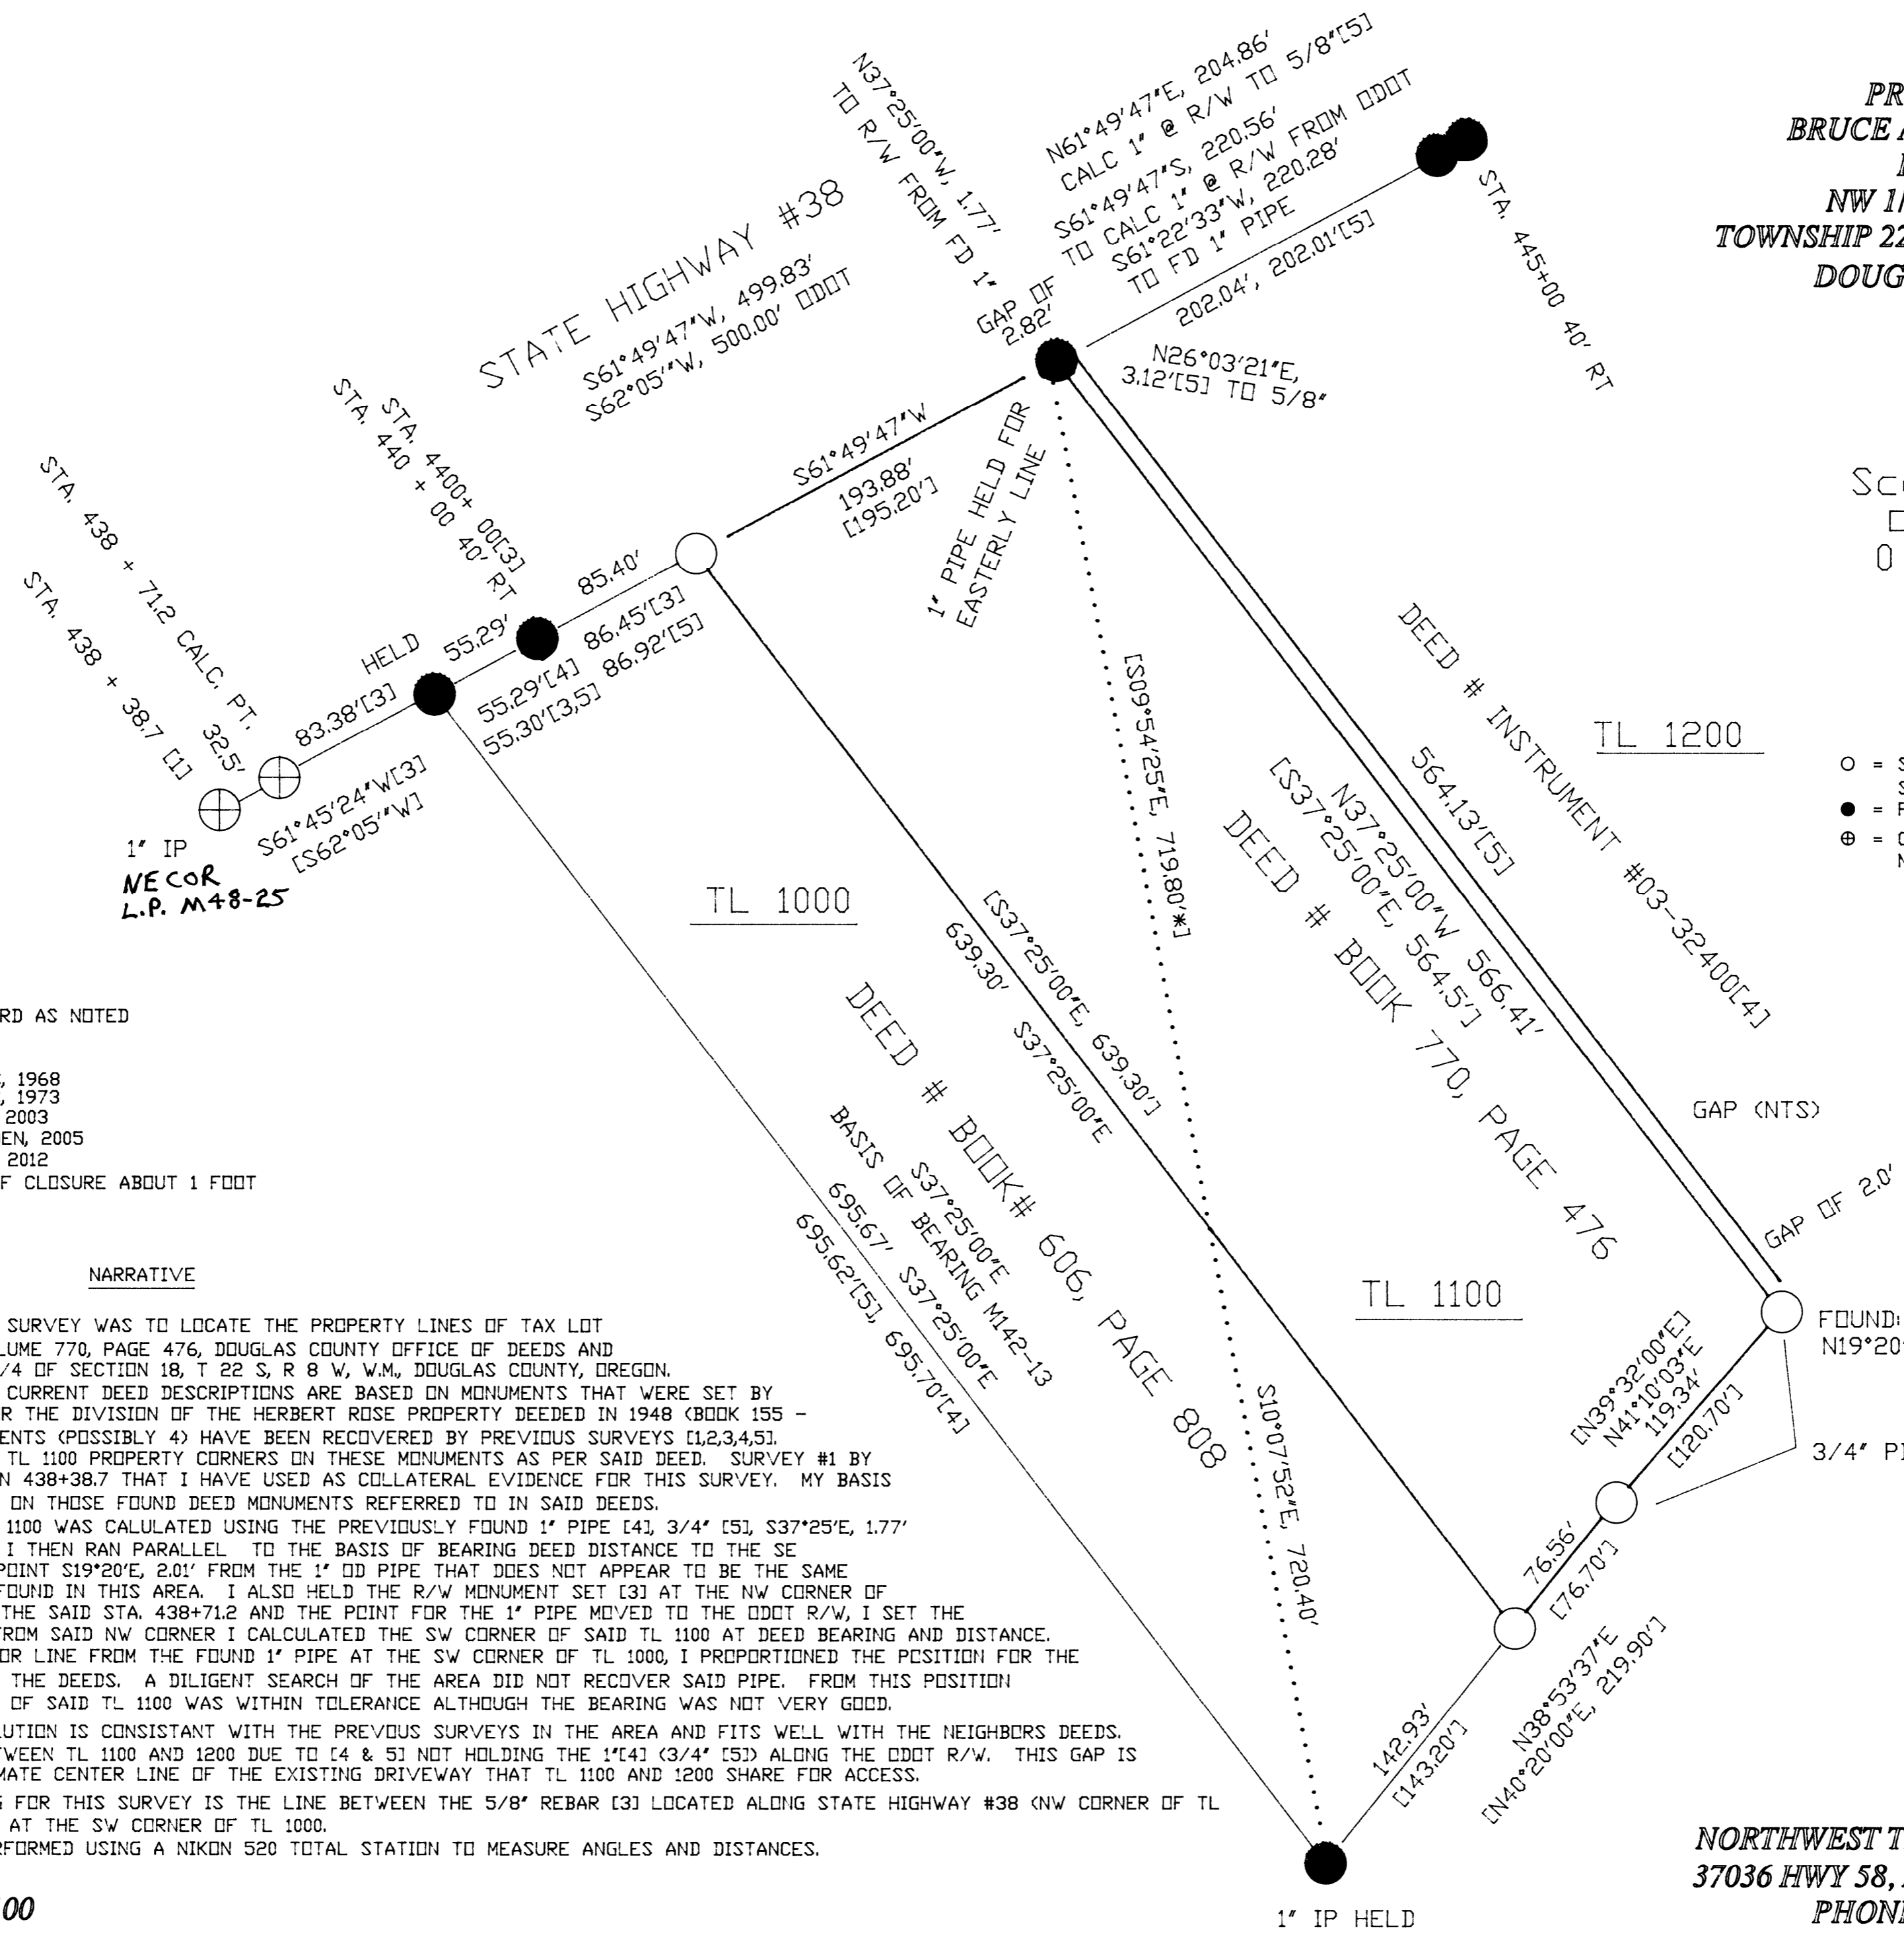 N37°25'00"W, 1.77'
TO R/W FROM FD 1"
N61°49'47"E, 204.86'
CALC 1" @ R/W TO 5/8"[5]
S61°49'47"S, 220.56'
TO CALC 1" @ R/W FROM ODOT
S61°22'33"W, 220.28'
TO FD 1" PIPE
202.04', 202.01'[5]
STA. 445+00 40' RT
PR
BRUCE
NW 1/
TOWNSHIP 22
DOUG
STATE HIGHWAY #38
S61°49'47"W, 499.83'
S62°05'"W, 500.00' ODOT
GAP OF
2.82'
N26°03'21"E,
3.12'[5] TO 5/8"
S61°49'47"W
193.88'
[195.20']
1" PIPE HELD FOR
EASTERLY LINE
STA. 4400+ 00[3]
STA. 440 + 00 40' RT
STA. 438 + 71.2 CALC. PT.
STA. 438 + 38.7 [1]
32.5'
83.38'[3]
HELD
55.29'
85.40'
55.29'[4] 86.45'[3]
55.30'[3,5] 86.92'[5]
S61°45'24"W[3]
[S62°05'"W]
1" IP
NE COR
L.P. M48-25
Sc
0
DEED # INSTRUMENT #03-32400[4]
TL 1200
○ = S
S
● = F
⊕ =
N
564.13'[5]
N37°25'00"W 566.41'
[S37°25'00"E, 564.5']
DEED # BOOK 770, PAGE 476
[S09°54'25"E, 719.80'*]
TL 1000
[S37°25'00"E, 639.30']
639.30' S37°25'00"E
DEED # BOOK# 606, PAGE 808
S37°25'00"E
BASIS OF BEARING M142-13
695.67' S37°25'00"E
695.62'[5], 695.70'[4]
GAP (NTS)
GAP OF 2.0'
TL 1100
FOUND:
N19°20'
3/4" PI
[N39°32'00"E]
N41°10'03"E
119.34'
[120.70']
76.56'
[76.70']
S10°07'52"E, 720.40'
142.93'
[143.20']
N38°53'37"E
[N40°20'00"E, 219.90']
1" IP HELD
RD AS NOTED
, 1968
, 1973
2003
EN, 2005
2012
F CLOSURE ABOUT 1 FOOT
NARRATIVE
SURVEY WAS TO LOCATE THE PROPERTY LINES OF TAX LOT
LUME 770, PAGE 476, DOUGLAS COUNTY OFFICE OF DEEDS AND
/4 OF SECTION 18, T 22 S, R 8 W, W.M., DOUGLAS COUNTY, OREGON.
CURRENT DEED DESCRIPTIONS ARE BASED ON MONUMENTS THAT WERE SET BY
R THE DIVISION OF THE HERBERT ROSE PROPERTY DEEDED IN 1948 (BOOK 155 -
ENTS (POSSIBLY 4) HAVE BEEN RECOVERED BY PREVIOUS SURVEYS [1,2,3,4,5].
TL 1100 PROPERTY CORNERS ON THESE MONUMENTS AS PER SAID DEED. SURVEY #1 BY
N 438+38.7 THAT I HAVE USED AS COLLATERAL EVIDENCE FOR THIS SURVEY. MY BASIS
ON THOSE FOUND DEED MONUMENTS REFERRED TO IN SAID DEEDS.
1100 WAS CALULATED USING THE PREVIOUSLY FOUND 1" PIPE [4], 3/4" [5], S37°25'E, 1.77'
I THEN RAN PARALLEL TO THE BASIS OF BEARING DEED DISTANCE TO THE SE
POINT S19°20'E, 2.01' FROM THE 1" OD PIPE THAT DOES NOT APPEAR TO BE THE SAME
FOUND IN THIS AREA. I ALSO HELD THE R/W MONUMENT SET [3] AT THE NW CORNER OF
THE SAID STA. 438+71.2 AND THE POINT FOR THE 1" PIPE MOVED TO THE ODOT R/W, I SET THE
FROM SAID NW CORNER I CALCULATED THE SW CORNER OF SAID TL 1100 AT DEED BEARING AND DISTANCE.
OR LINE FROM THE FOUND 1" PIPE AT THE SW CORNER OF TL 1000, I PROPORTIONED THE POSITION FOR THE
THE DEEDS. A DILIGENT SEARCH OF THE AREA DID NOT RECOVER SAID PIPE. FROM THIS POSITION
OF SAID TL 1100 WAS WITHIN TOLERANCE ALTHOUGH THE BEARING WAS NOT VERY GOOD.
LUTION IS CONSISTANT WITH THE PREVOUS SURVEYS IN THE AREA AND FITS WELL WITH THE NEIGHBORS DEEDS.
TWEEN TL 1100 AND 1200 DUE TO [4 & 5] NOT HOLDING THE 1"[4] (3/4" [5]) ALONG THE ODOT R/W. THIS GAP IS
MATE CENTER LINE OF THE EXISTING DRIVEWAY THAT TL 1100 AND 1200 SHARE FOR ACCESS.
G FOR THIS SURVEY IS THE LINE BETWEEN THE 5/8" REBAR [3] LOCATED ALONG STATE HIGHWAY #38 (NW CORNER OF TL
AT THE SW CORNER OF TL 1000.
RFORMED USING A NIKON 520 TOTAL STATION TO MEASURE ANGLES AND DISTANCES.
00
NORTHWEST T
37036 HWY 58,
PHON